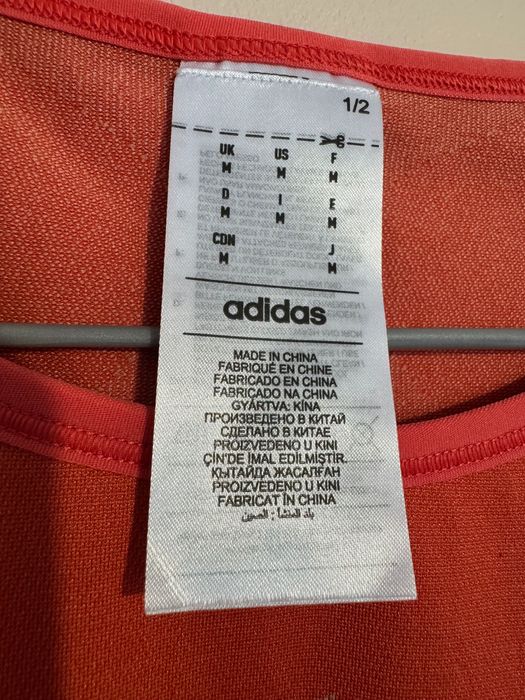 1/2
UK US F
M M M
D I E
M M M
CDN J
M M
adidas
MADE IN CHINA
FABRIQUÉ EN CHINE
FABRICADO EN CHINA
FABRICADO NA CHINA
GYÁRTVA: KÍNA
ПРОИЗВЕДЕНО В КИТАЙ
СДЕЛАНО В КИТАЕ
PROIZVEDENO U KINI
ÇİN'DE İMAL EDİLMİŞTİR.
КЫТАЙДА ЖАСАЛҒАН
PROIZVEDENO U KINI
FABRICAT ÎN CHINA
بلد المنشأ : الصين